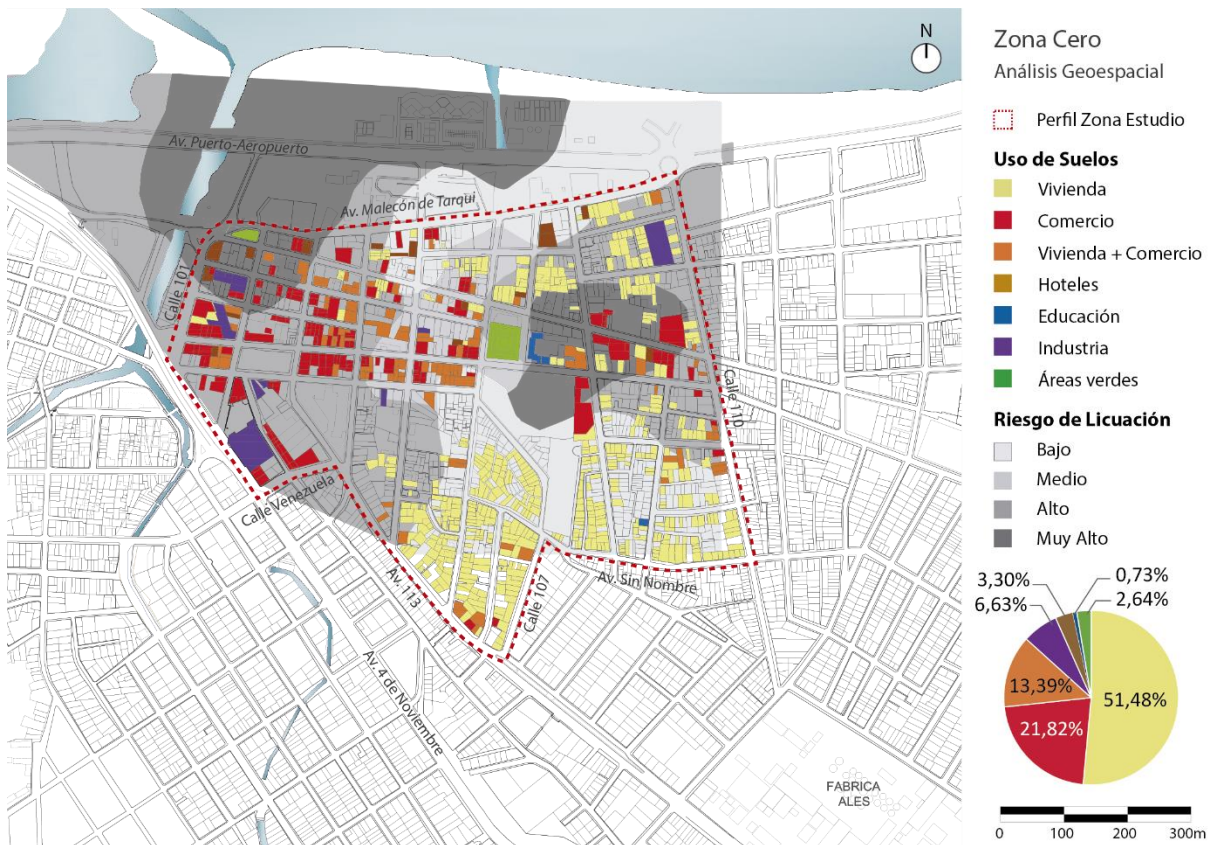 N
Av. Puerto-Aeropuerto
Av. Malecón de Tarqui
Calle 101
Calle 110
Calle Venezuela
Av. 113
Calle 107
Av. Sin Nombre
Av. 4 de Noviembre
FABRICA
ALES
Zona Cero
Análisis Geoespacial
Perfil Zona Estudio
Uso de Suelos
Vivienda
Comercio
Vivienda + Comercio
Hoteles
Educación
Industria
Áreas verdes
Riesgo de Licuación
Bajo
Medio
Alto
Muy Alto
3,30%
0,73%
6,63%
2,64%
13,39%
51,48%
21,82%
0 100 200 300m